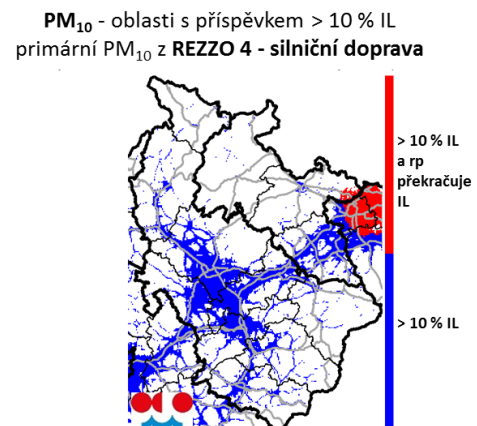 PM10 - oblasti s příspěvkem > 10 % IL
primární PM10 z REZZO 4 - silniční doprava
> 10 % IL
a rp
překračuje
IL
> 10 % IL